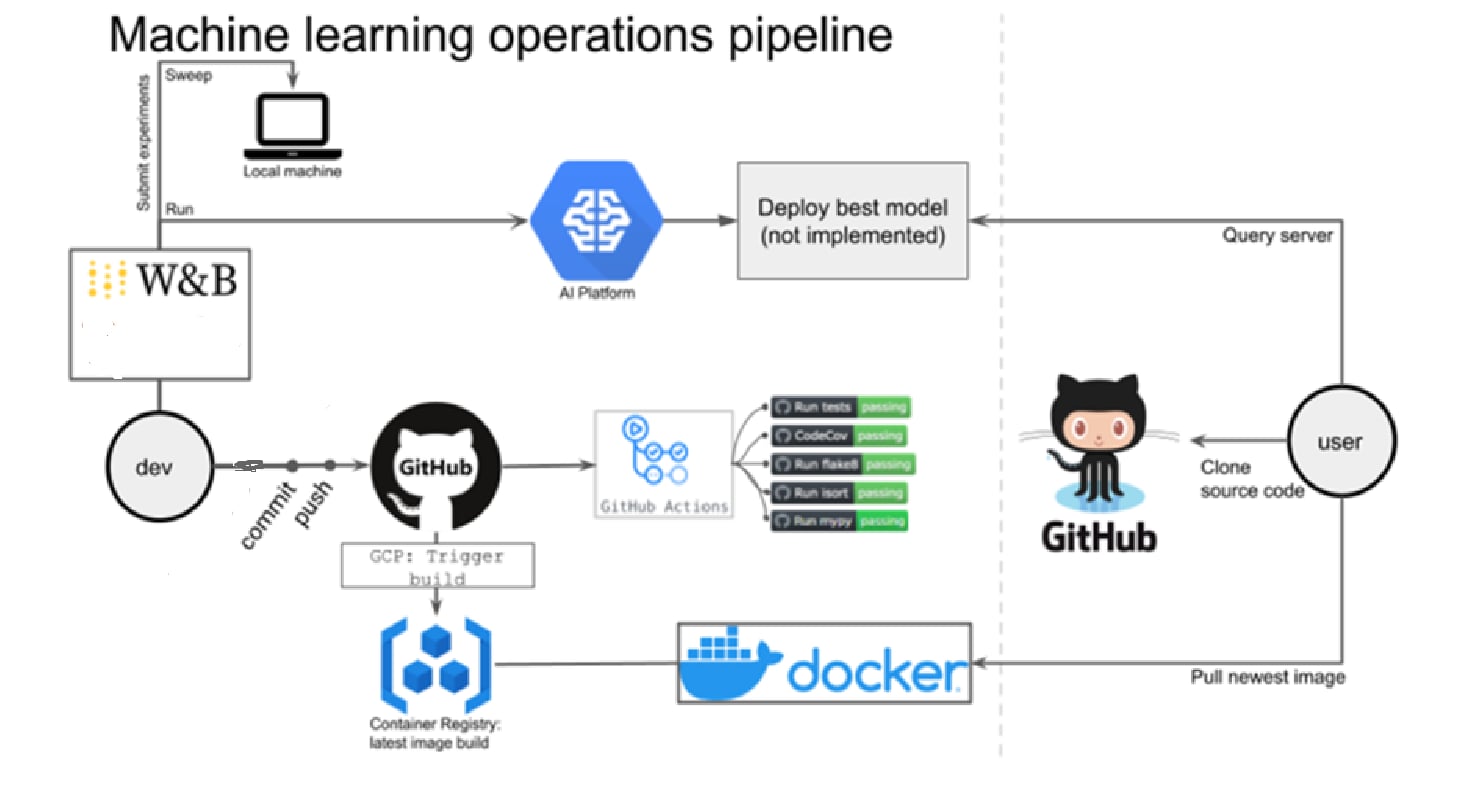 Machine learning operations pipeline
Sweep
Submit experiments
Local machine
Run
W&B
AI Platform
Deploy best model
(not implemented)
Query server
dev
commit
push
GitHub
GitHub Actions
Run tests passing
CodeCov passing
Run flake8 passing
Run isort passing
Run mypy passing
GCP: Trigger
build
Container Registry:
latest image build
docker
GitHub
user
Clone
source code
Pull newest image